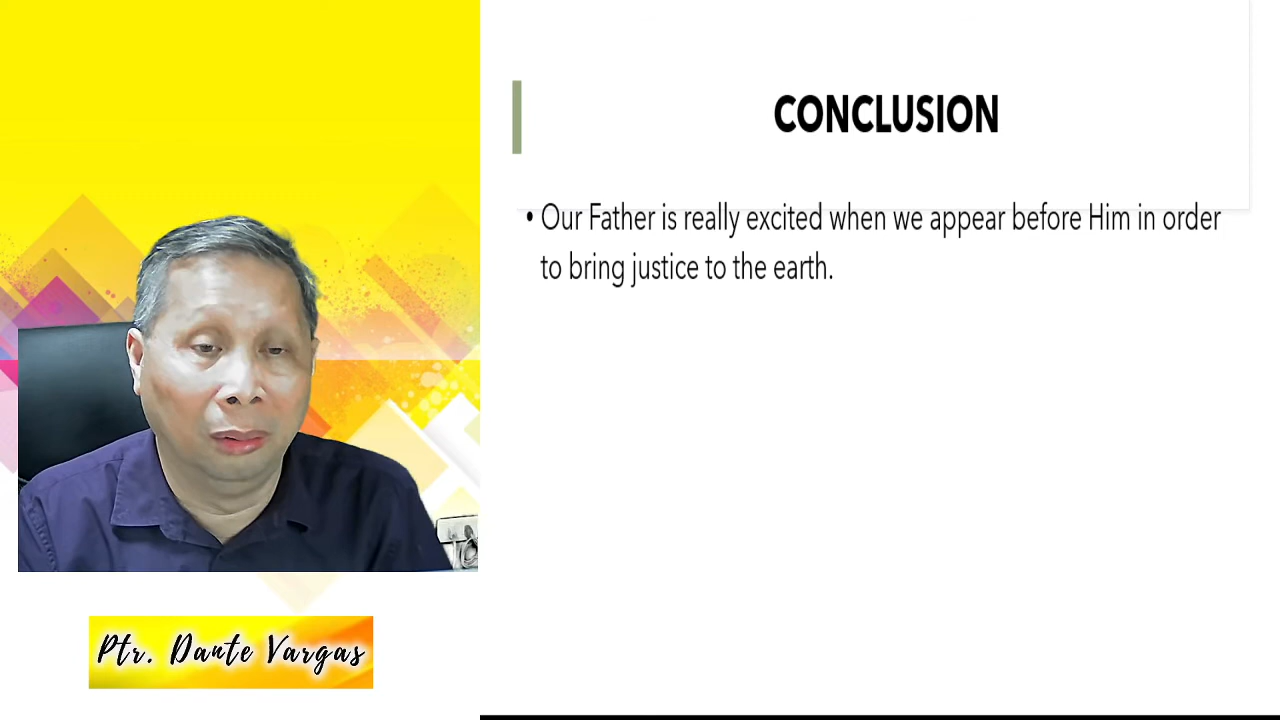 CONCLUSION
• Our Father is really excited when we appear before Him in order
to bring justice to the earth.
Ptr. Dante Vargas